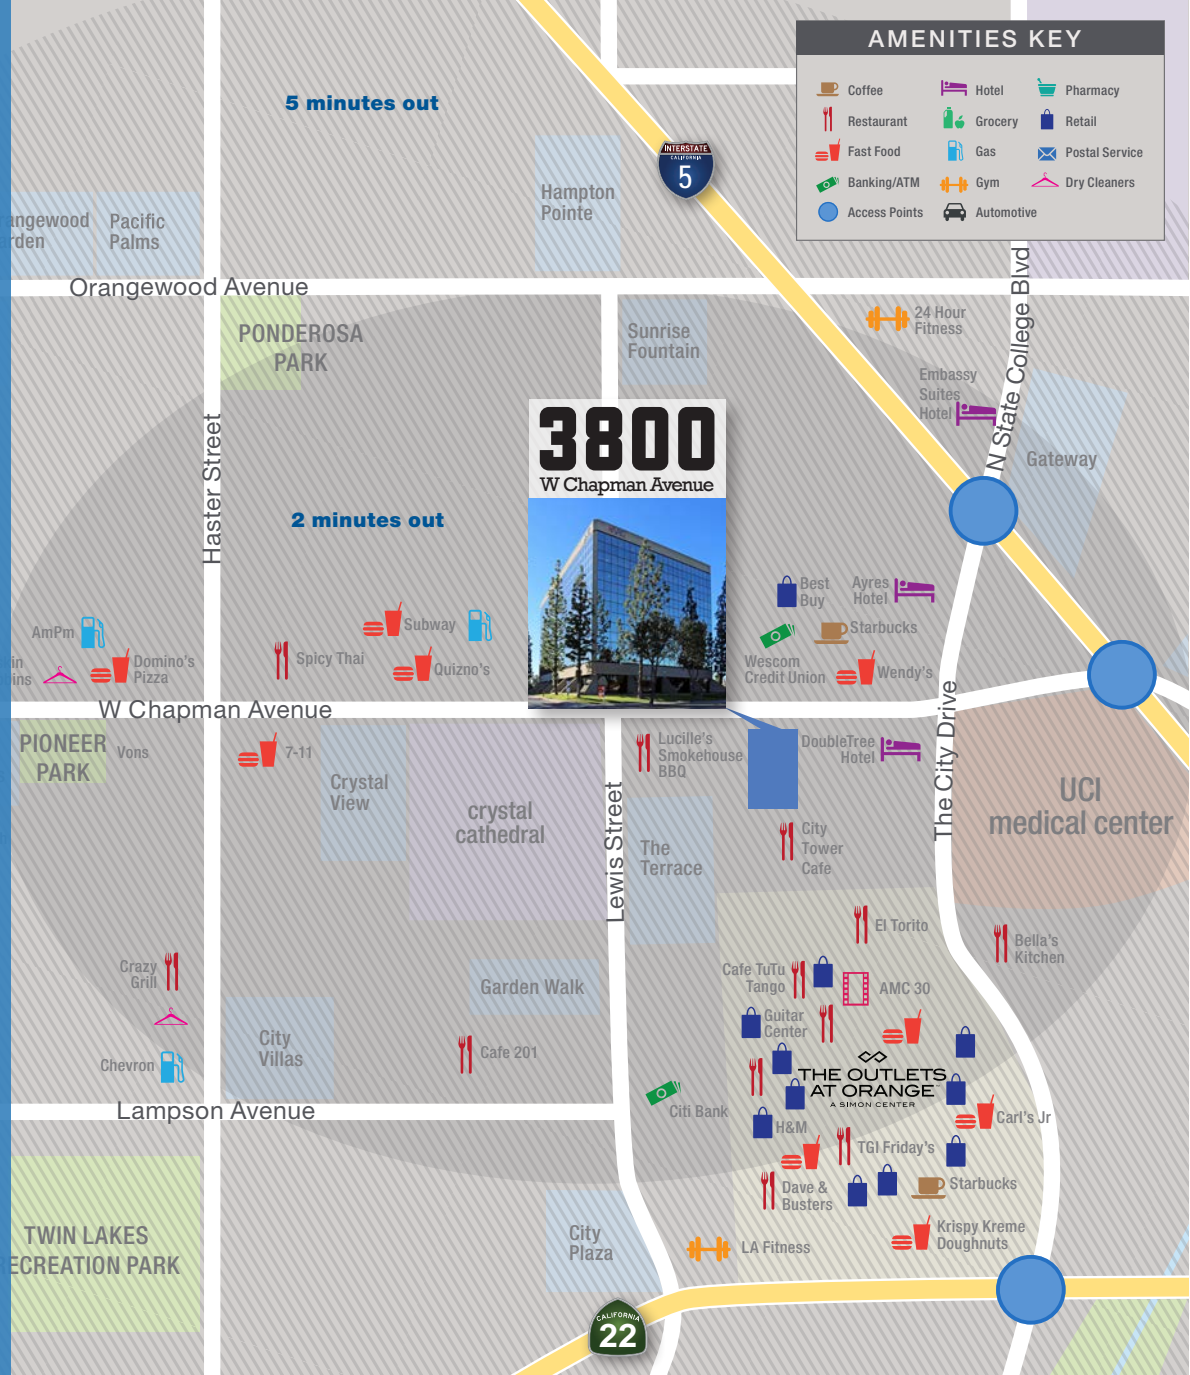 AMENITIES KEY
Coffee
Hotel
Pharmacy
Restaurant
Grocery
Retail
Fast Food
Gas
Postal Service
Banking/ATM
Gym
Dry Cleaners
Access Points
Automotive
5 minutes out
INTERSTATE
CALIFORNIA
5
Hampton
Pointe
Pacific
Palms
Orangewood Avenue
N State College Blvd
PONDEROSA
PARK
Sunrise
Fountain
24 Hour
Fitness
Embassy
Suites
Hotel
Gateway
Haster Street
3800
W Chapman Avenue
2 minutes out
Best
Buy
Ayres
Hotel
AmPm
Subway
Starbucks
Domino's
Pizza
Spicy Thai
Quizno's
Wescom
Credit Union
Wendy's
W Chapman Avenue
The City Drive
PIONEER
PARK
Vons
7-11
Crystal
View
crystal
cathedral
Lewis Street
Lucille's
Smokehouse
BBQ
DoubleTree
Hotel
UCI
medical center
The
Terrace
City
Tower
Cafe
El Torito
Bella's
Kitchen
Crazy
Grill
Cafe TuTu
Tango
AMC 30
Garden Walk
Guitar
Center
City
Villas
Cafe 201
Chevron
THE OUTLETS
AT ORANGE
A SIMON CENTER
Citi Bank
Carl's Jr
Lampson Avenue
H&M
TGI Friday's
Dave &
Busters
Starbucks
TWIN LAKES
City
Plaza
LA Fitness
Krispy Kreme
Doughnuts
CALIFORNIA
22